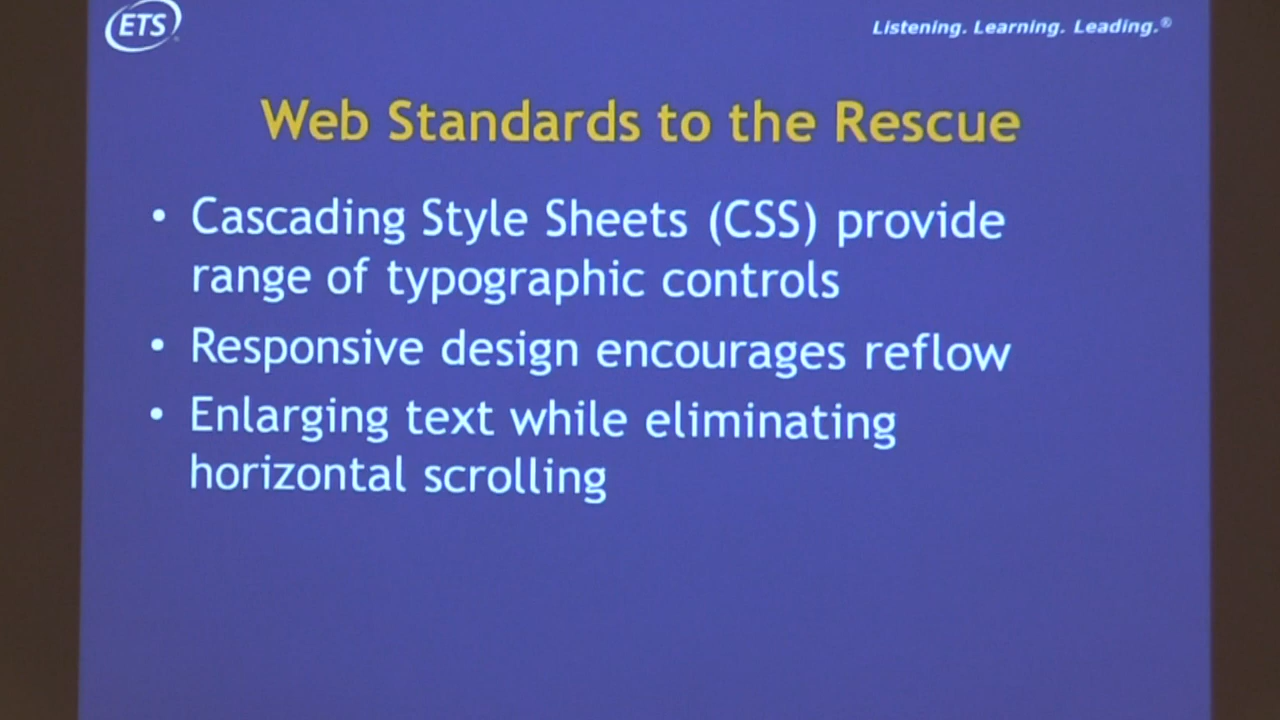 ETS
Listening. Learning. Leading.®
Web Standards to the Rescue
• Cascading Style Sheets (CSS) provide
range of typographic controls
• Responsive design encourages reflow
• Enlarging text while eliminating
horizontal scrolling